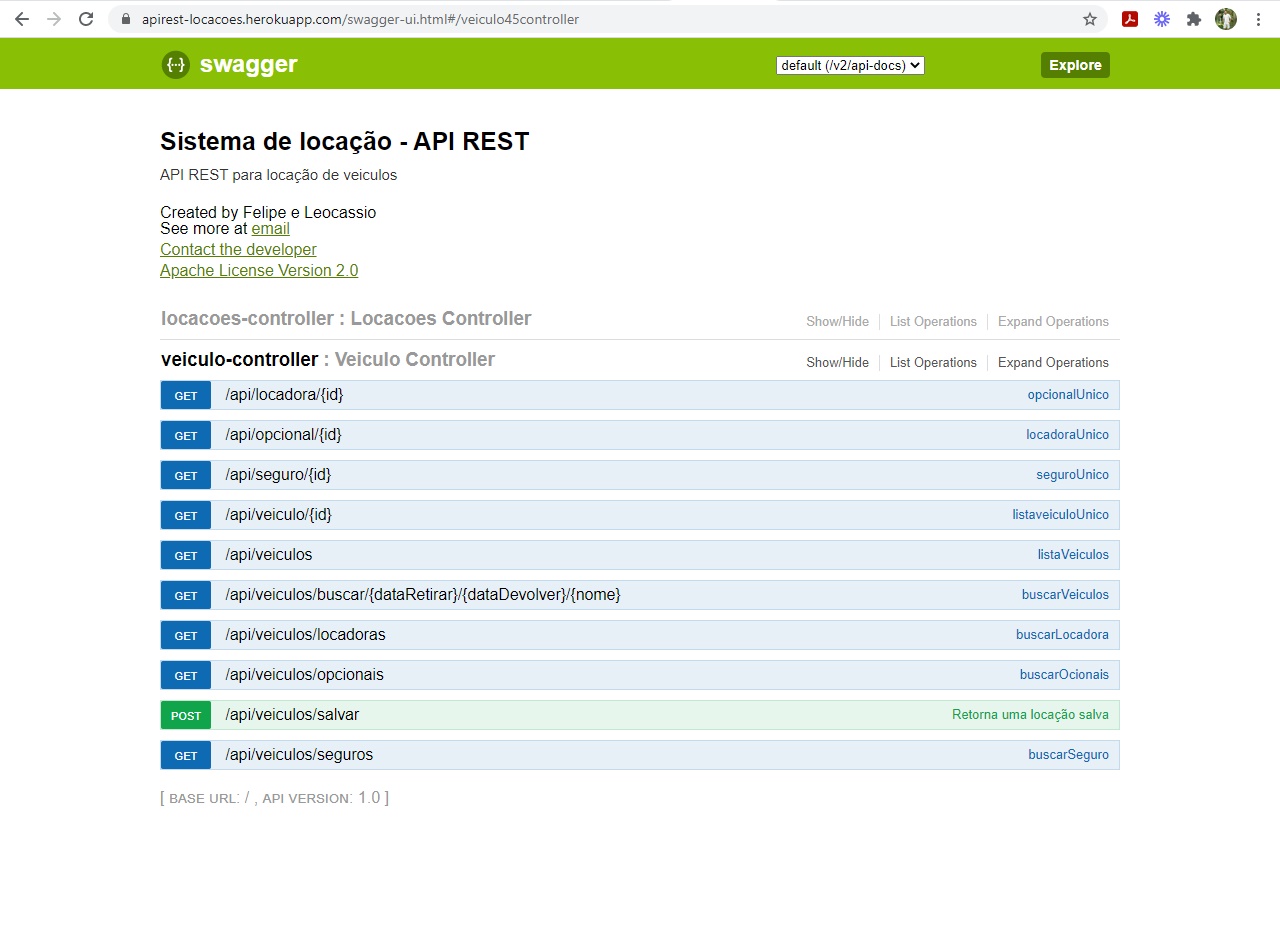 apirest-locacoes.herokuapp.com/swagger-ui.html#/veiculo45controller
{···} swagger default (/v2/api-docs) Explore
Sistema de locação - API REST
API REST para locação de veiculos
Created by Felipe e Leocassio
See more at email
Contact the developer
Apache License Version 2.0
locacoes-controller : Locacoes Controller Show/Hide List Operations Expand Operations
veiculo-controller : Veiculo Controller Show/Hide List Operations Expand Operations
GET /api/locadora/{id} opcionalUnico
GET /api/opcional/{id} locadoraUnico
GET /api/seguro/{id} seguroUnico
GET /api/veiculo/{id} listaveiculoUnico
GET /api/veiculos listaVeiculos
GET /api/veiculos/buscar/{dataRetirar}/{dataDevolver}/{nome} buscarVeiculos
GET /api/veiculos/locadoras buscarLocadora
GET /api/veiculos/opcionais buscarOcionais
POST /api/veiculos/salvar Retorna uma locação salva
GET /api/veiculos/seguros buscarSeguro
[ BASE URL: / , API VERSION: 1.0 ]